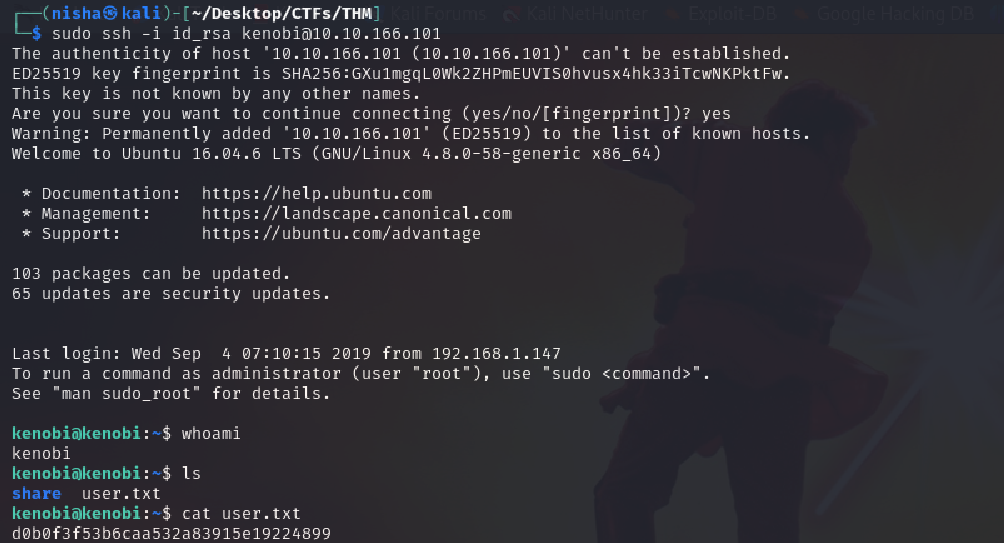 Kali Forums Kali NetHunter Exploit-DB Google Hacking DB
┌──(nisha㉿kali)-[~/Desktop/CTFs/THM]
└─$ sudo ssh -i id_rsa kenobi@10.10.166.101
The authenticity of host '10.10.166.101 (10.10.166.101)' can't be established.
ED25519 key fingerprint is SHA256:GXu1mgqL0Wk2ZHPmEUVIS0hvusx4hk33iTcwNKPktFw.
This key is not known by any other names.
Are you sure you want to continue connecting (yes/no/[fingerprint])? yes
Warning: Permanently added '10.10.166.101' (ED25519) to the list of known hosts.
Welcome to Ubuntu 16.04.6 LTS (GNU/Linux 4.8.0-58-generic x86_64)
* Documentation:  https://help.ubuntu.com
* Management:     https://landscape.canonical.com
* Support:        https://ubuntu.com/advantage
103 packages can be updated.
65 updates are security updates.
Last login: Wed Sep  4 07:10:15 2019 from 192.168.1.147
To run a command as administrator (user "root"), use "sudo <command>".
See "man sudo_root" for details.
kenobi@kenobi:~$ whoami
kenobi
kenobi@kenobi:~$ ls
share  user.txt
kenobi@kenobi:~$ cat user.txt
d0b0f3f53b6caa532a83915e19224899